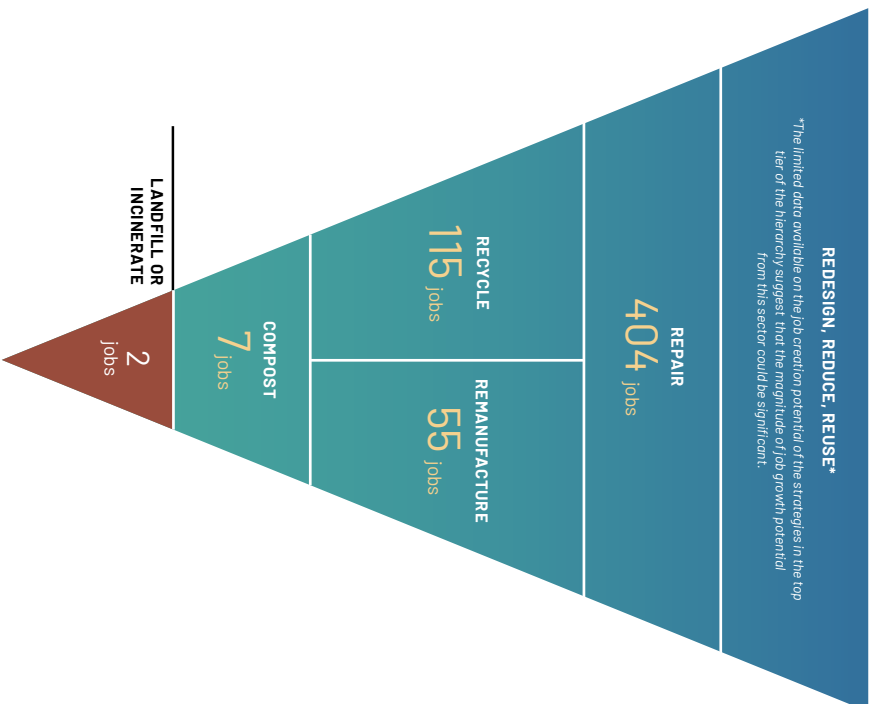 REDESIGN, REDUCE, REUSE*
*The limited data available on the job creation potential of the strategies in the top
tier of the hierarchy suggest that the magnitude of job growth potential
from this sector could be significant.
REPAIR
404 jobs
RECYCLE
115 jobs
REMANUFACTURE
55 jobs
COMPOST
7 jobs
LANDFILL OR
INCINERATE
2
jobs